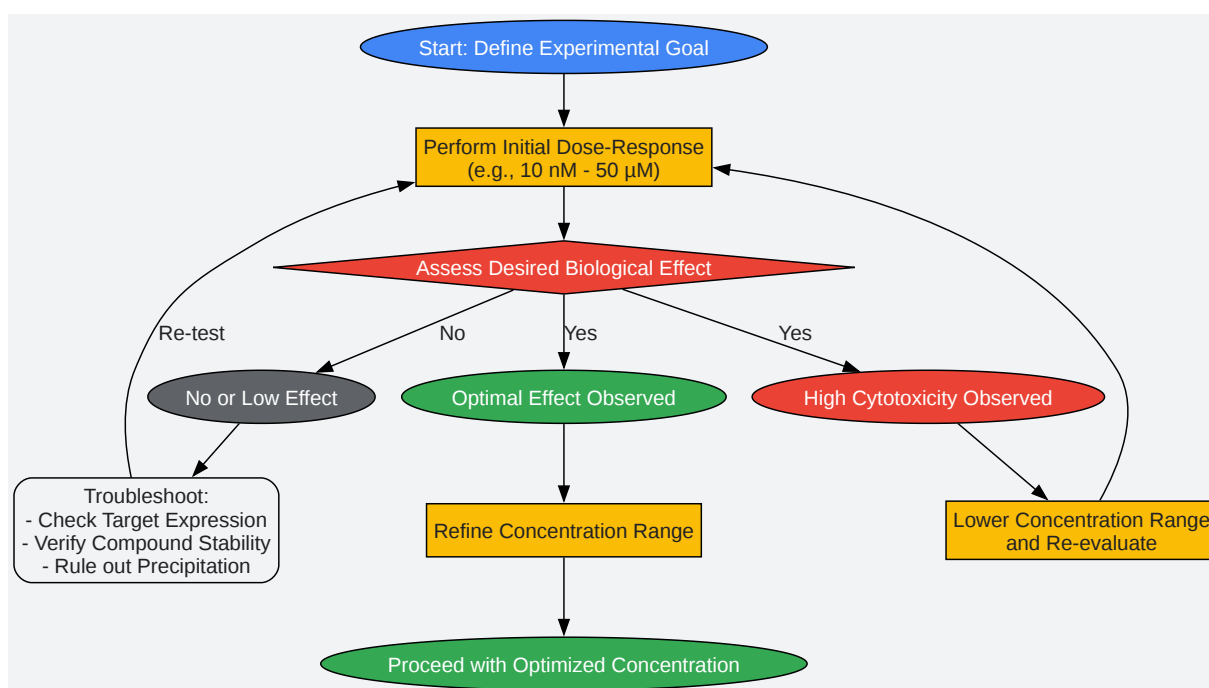 Start: Define Experimental Goal
Perform Initial Dose-Response
(e.g., 10 nM - 50 µM)
Assess Desired Biological Effect
Re-test
No
Yes
Yes
No or Low Effect
Optimal Effect Observed
High Cytotoxicity Observed
Troubleshoot:
- Check Target Expression
- Verify Compound Stability
- Rule out Precipitation
Refine Concentration Range
Lower Concentration Range
and Re-evaluate
Proceed with Optimized Concentration